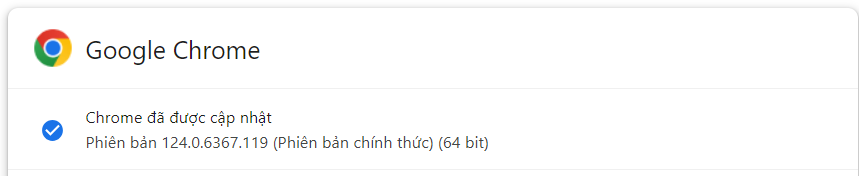 Google Chrome
Chrome đã được cập nhật
Phiên bản 124.0.6367.119 (Phiên bản chính thức) (64 bit)